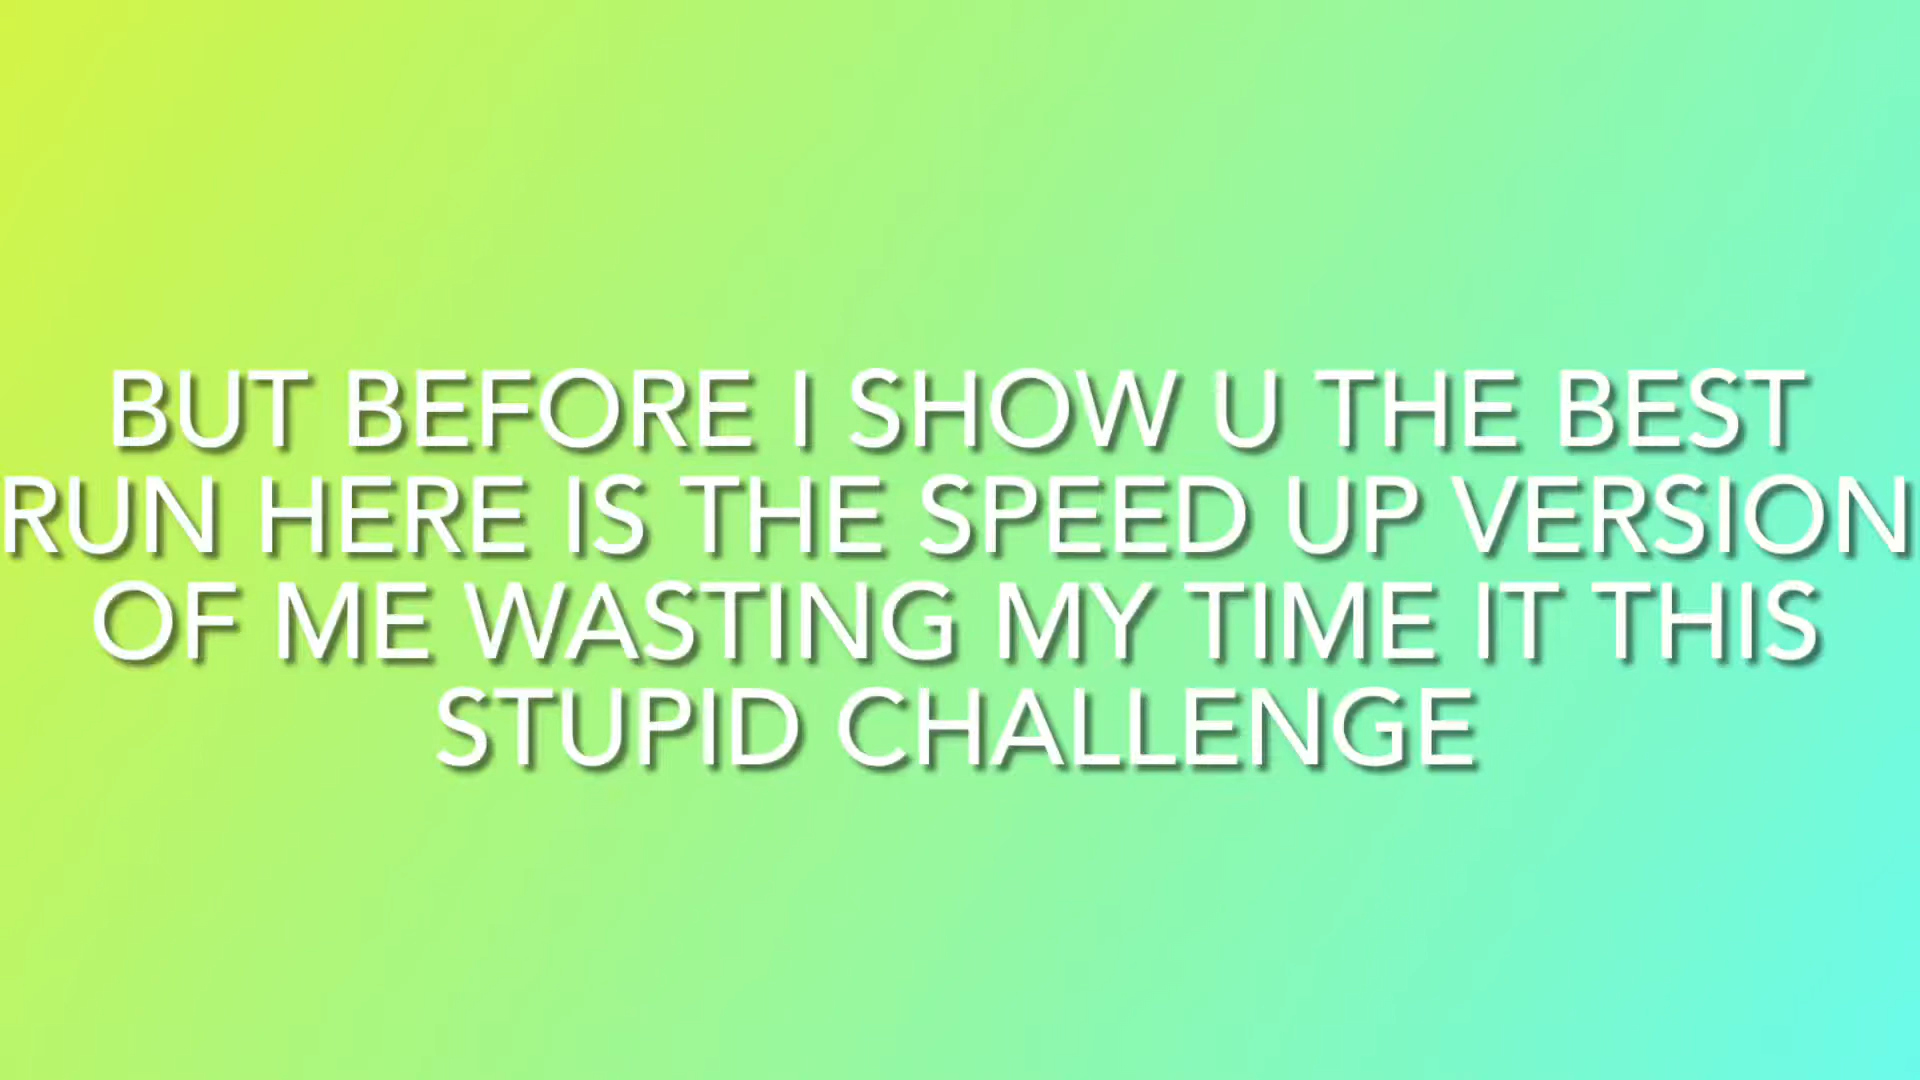 BUT BEFORE I SHOW U THE BEST
RUN HERE IS THE SPEED UP VERSION
OF ME WASTING MY TIME IT THIS
STUPID CHALLENGE